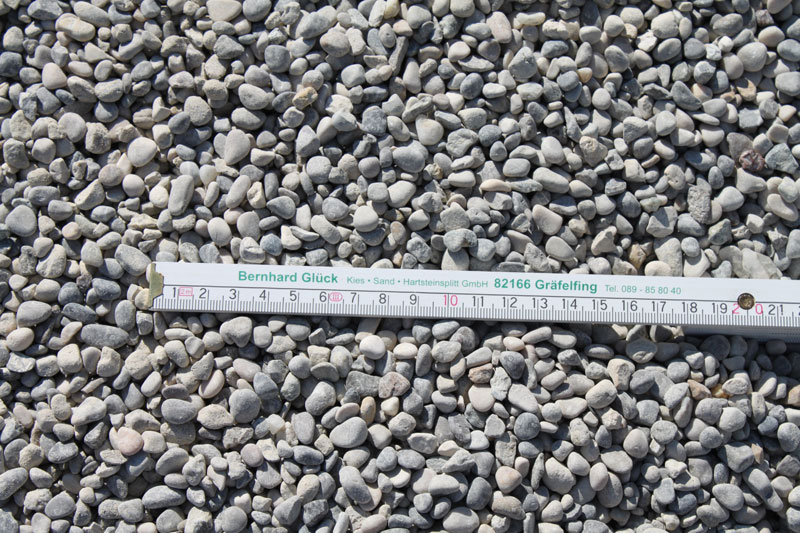 Bernhard Glück Kies • Sand • Hartsteinsplitt GmbH 82166 Gräfelfing Tel. 089 - 85 80 40
1 2 3 4 5 6 7 8 9 10 11 12 13 14 15 16 17 18 19 20 21